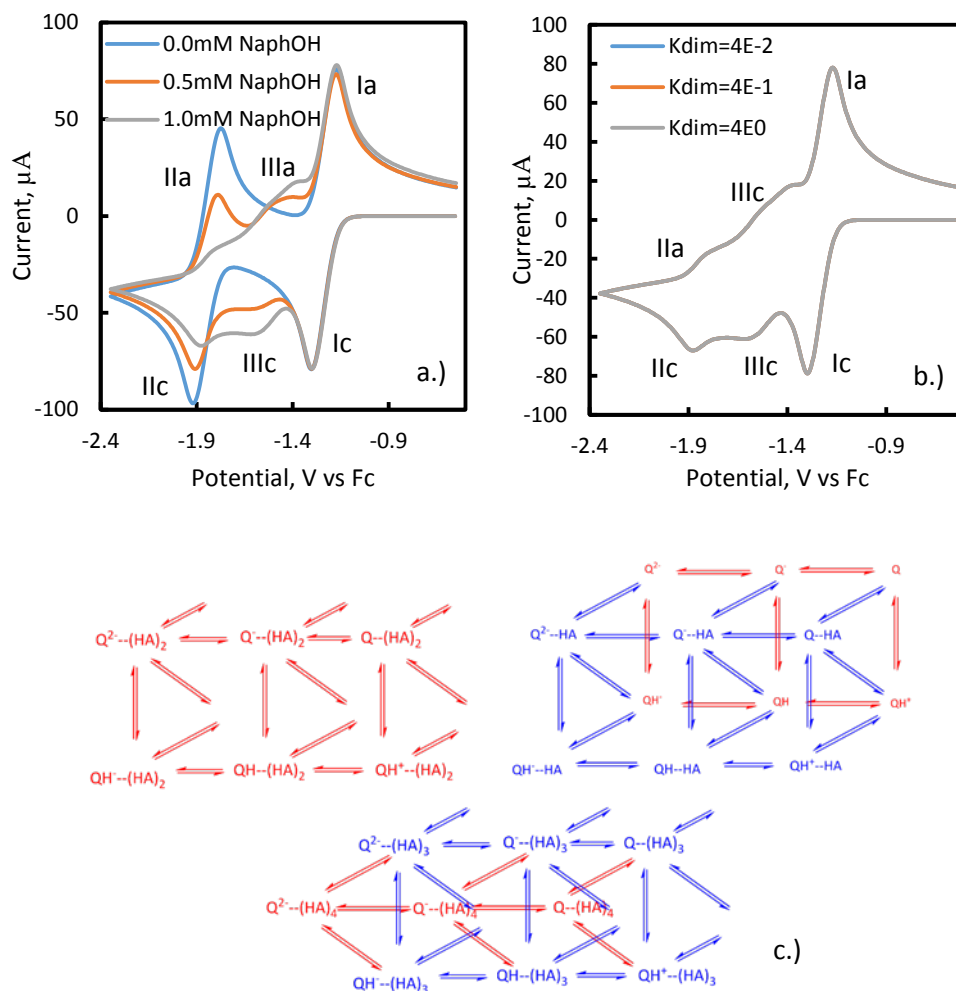 100
50
0
-50
-100
Current, µA
-2.4
-1.9
-1.4
-0.9
Potential, V vs Fc
0.0mM NaphOH
0.5mM NaphOH
1.0mM NaphOH
Ia
IIa
IIIa
IIc
IIIc
Ic
a.)
100
80
60
40
20
0
-20
-40
-60
-80
-100
Current, µA
-2.4
-1.9
-1.4
-0.9
Potential, V vs Fc
Kdim=4E-2
Kdim=4E-1
Kdim=4E0
Ia
IIIc
IIa
IIc
IIIc
Ic
b.)
Q²⁻--(HA)₂ Q⁻--(HA)₂ Q--(HA)₂
QH⁻--(HA)₂ QH--(HA)₂ QH⁺--(HA)₂
Q²⁻ Q⁻ Q
Q²⁻--HA Q⁻--HA Q--HA
QH⁻ QH QH⁺
QH⁻--HA QH--HA QH⁺--HA
Q²⁻--(HA)₃ Q⁻--(HA)₃ Q--(HA)₃
Q²⁻--(HA)₄ Q⁻--(HA)₄ Q--(HA)₄
QH⁻--(HA)₃ QH--(HA)₃ QH⁺--(HA)₃
c.)